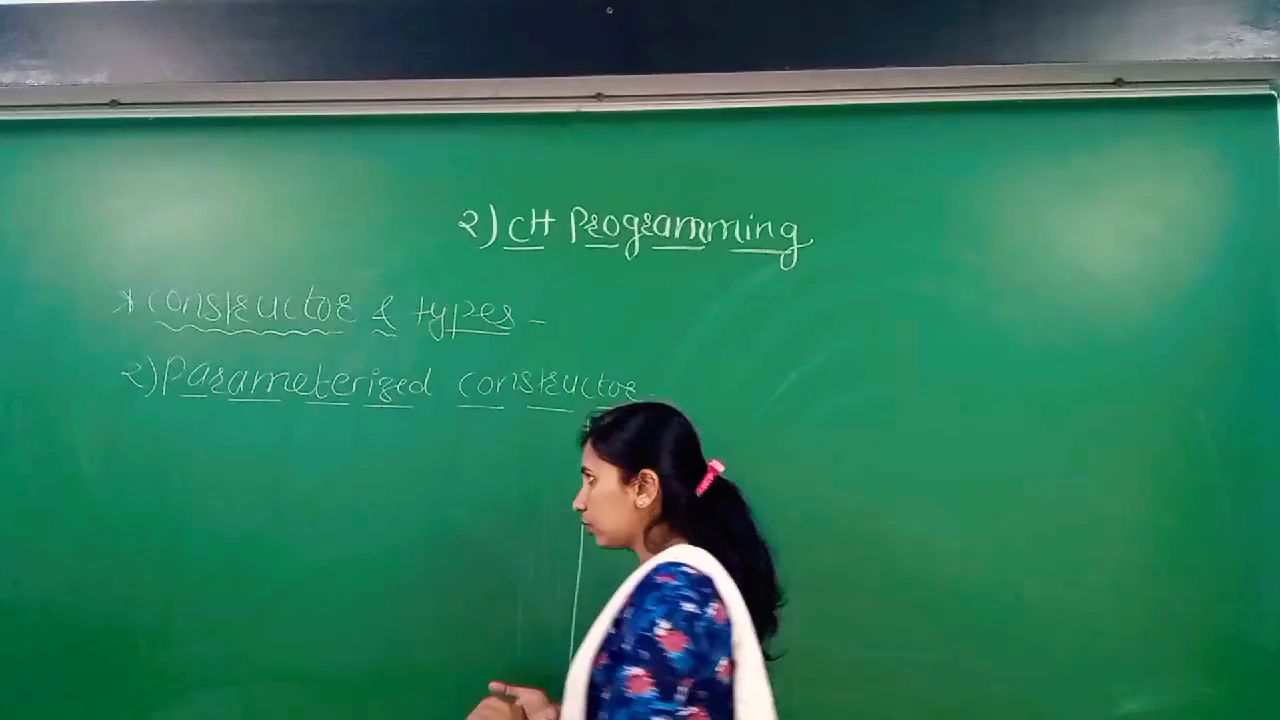 2) C++ Programming
* Constructor & types -
2) Parameterized constructor -